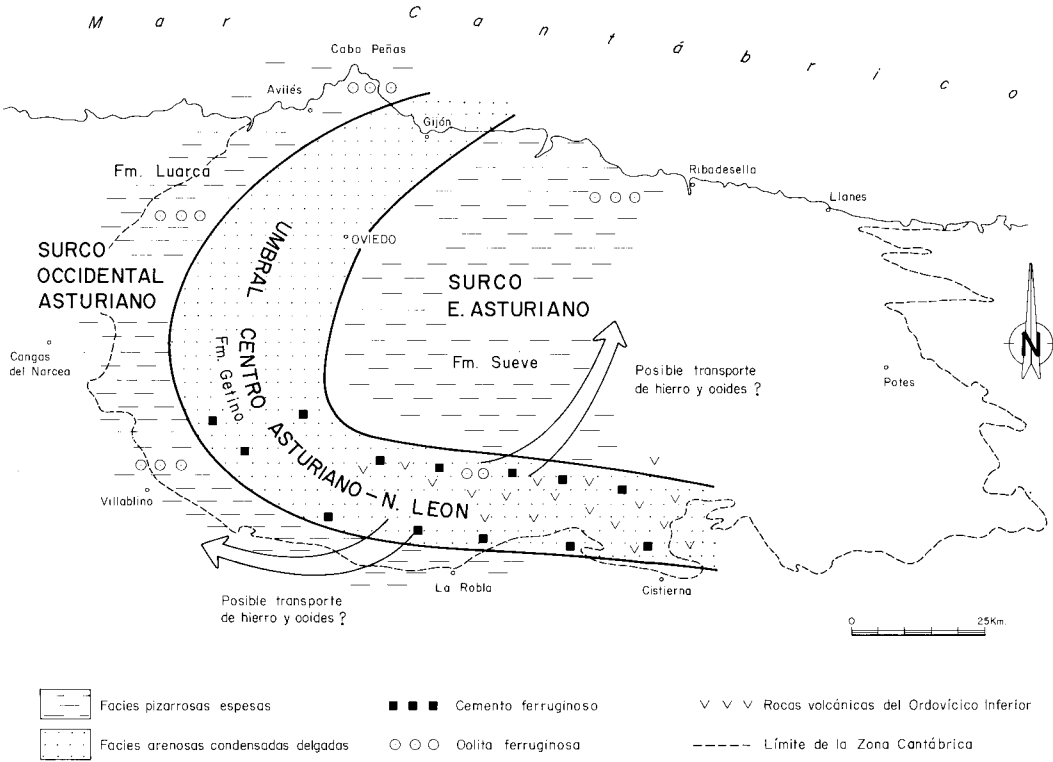 Mar Cantábrico
Cabo Peñas
Avilés
Gijón
Fm. Luarca
Ribadesella
Llanes
OVIEDO
UMBRAL CENTRO ASTURIANO – N. LEON
Fm. Getino
SURCO
OCCIDENTAL
ASTURIANO
SURCO
E. ASTURIANO
Fm. Sueve
Cangas
del Narcea
N
Posible transporte
de hierro y ooides ?
Potes
Villablino
La Robla
Cistierna
Posible transporte
de hierro y ooides ?
0 25Km.
Facies pizarrosas espesas
Cemento ferruginoso
Rocas volcánicas del Ordovícico Inferior
Facies arenosas condensadas delgadas
Oolita ferruginosa
Límite de la Zona Cantábrica